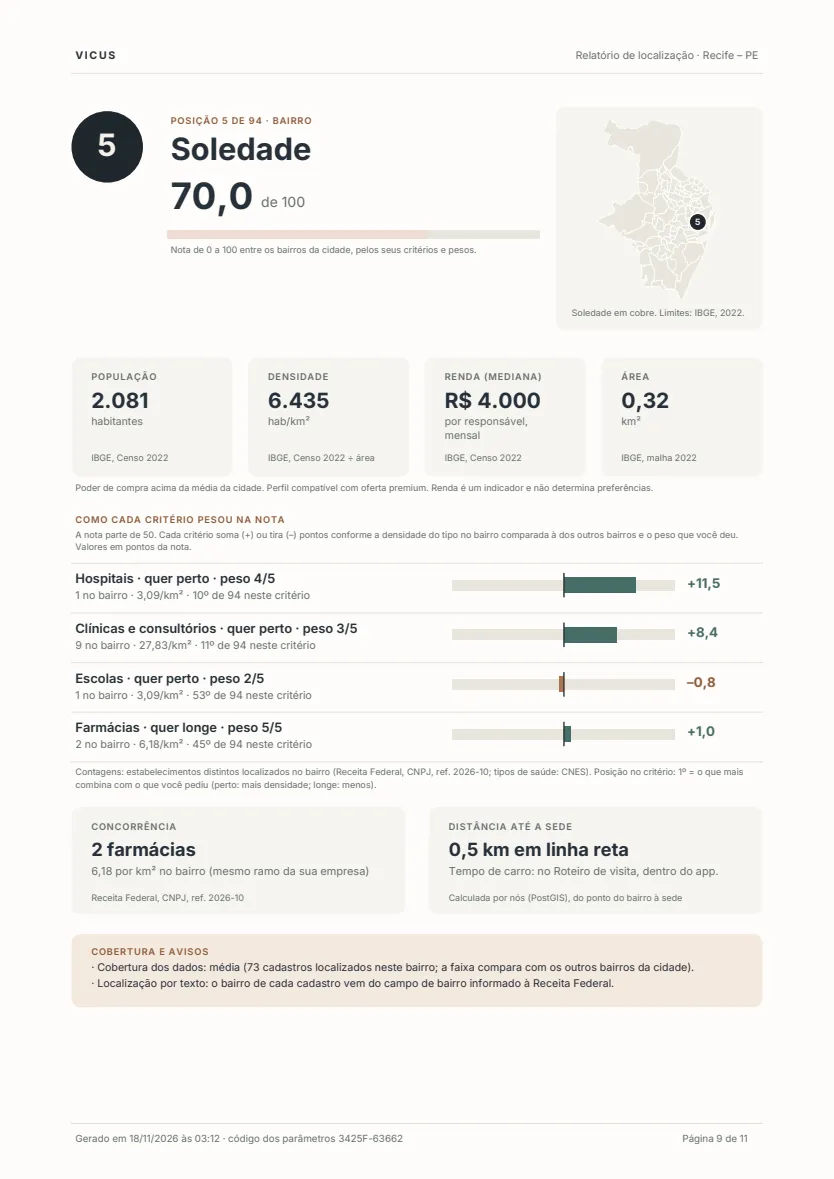 VICUS
Relatório de localização · Recife – PE
5
POSIÇÃO 5 DE 94 · BAIRRO
Soledade
70,0 de 100
Nota de 0 a 100 entre os bairros da cidade, pelos seus critérios e pesos.
5
Soledade em cobre. Limites: IBGE, 2022.
POPULAÇÃO
2.081
habitantes
IBGE, Censo 2022
DENSIDADE
6.435
hab/km²
IBGE, Censo 2022 ÷ área
RENDA (MEDIANA)
R$ 4.000
por responsável,
mensal
IBGE, Censo 2022
ÁREA
0,32
km²
IBGE, malha 2022
Poder de compra acima da média da cidade. Perfil compatível com oferta premium. Renda é um indicador e não determina preferências.
COMO CADA CRITÉRIO PESOU NA NOTA
A nota parte de 50. Cada critério soma (+) ou tira (–) pontos conforme a densidade do tipo no bairro comparada à dos outros bairros e o peso que você deu.
Valores em pontos da nota.
Hospitais · quer perto · peso 4/5
1 no bairro · 3,09/km² · 10º de 94 neste critério
+11,5
Clínicas e consultórios · quer perto · peso 3/5
9 no bairro · 27,83/km² · 11º de 94 neste critério
+8,4
Escolas · quer perto · peso 2/5
1 no bairro · 3,09/km² · 53º de 94 neste critério
–0,8
Farmácias · quer longe · peso 5/5
2 no bairro · 6,18/km² · 45º de 94 neste critério
+1,0
Contagens: estabelecimentos distintos localizados no bairro (Receita Federal, CNPJ, ref. 2026-10; tipos de saúde: CNES). Posição no critério: 1º = o que mais
combina com o que você pediu (perto: mais densidade; longe: menos).
CONCORRÊNCIA
2 farmácias
6,18 por km² no bairro (mesmo ramo da sua empresa)
Receita Federal, CNPJ, ref. 2026-10
DISTÂNCIA ATÉ A SEDE
0,5 km em linha reta
Tempo de carro: no Roteiro de visita, dentro do app.
Calculada por nós (PostGIS), do ponto do bairro à sede
COBERTURA E AVISOS
· Cobertura dos dados: média (73 cadastros localizados neste bairro; a faixa compara com os outros bairros da cidade).
· Localização por texto: o bairro de cada cadastro vem do campo de bairro informado à Receita Federal.
Gerado em 18/11/2026 às 03:12 · código dos parâmetros 3425F-63662
Página 9 de 11